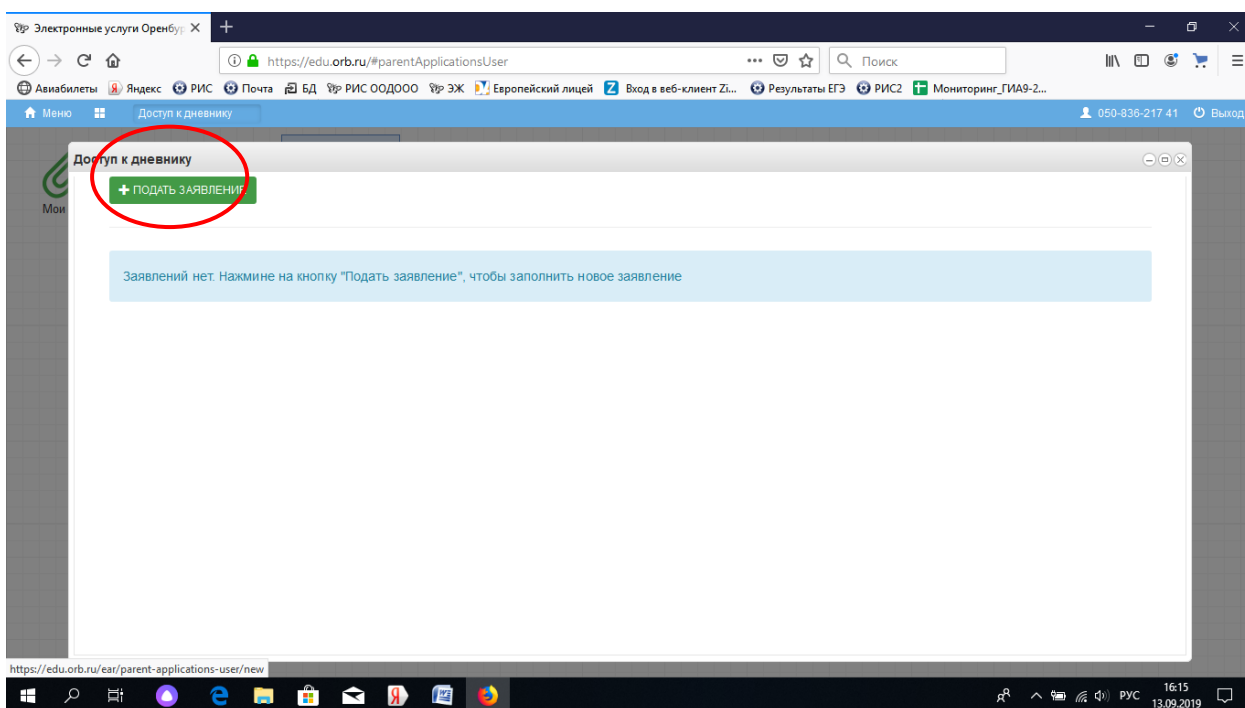 Электронные услуги Оренбур
https://edu.orb.ru/#parentApplicationsUser
Поиск
Авиабилеты Яндекс РИС Почта БД РИС ООДООО ЭЖ Европейский лицей Вход в веб-клиент Zi... Результаты ЕГЭ РИС2 Мониторинг_ГИА9-2...
Меню Доступ к дневнику 050-836-217 41 Выход
Доступ к дневнику
Мои
+ ПОДАТЬ ЗАЯВЛЕНИЕ
Заявлений нет. Нажмине на кнопку "Подать заявление", чтобы заполнить новое заявление
https://edu.orb.ru/ear/parent-applications-user/new
РУС
16:15
13.09.2019